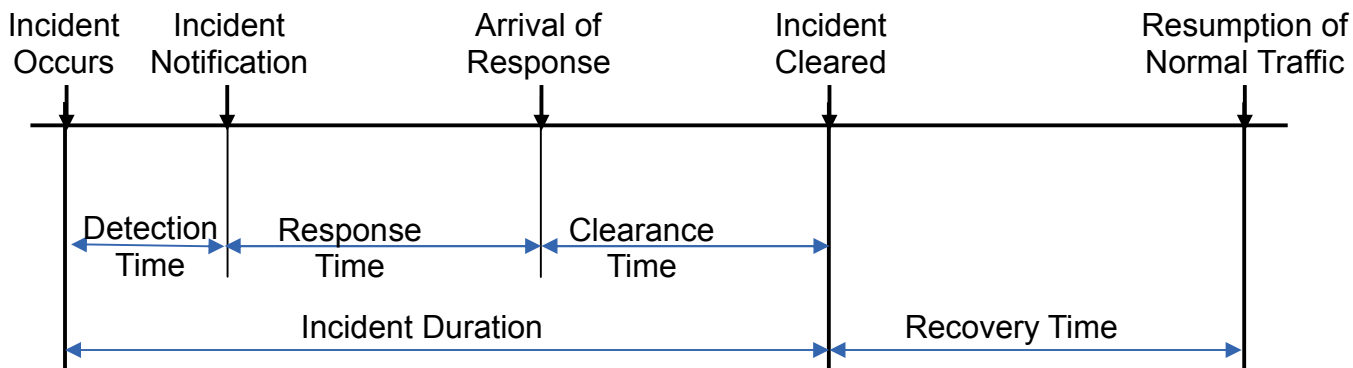 Incident
Occurs
Incident
Notification
Arrival of
Response
Incident
Cleared
Resumption of
Normal Traffic
Detection
Time
Response
Time
Clearance
Time
Incident Duration
Recovery Time